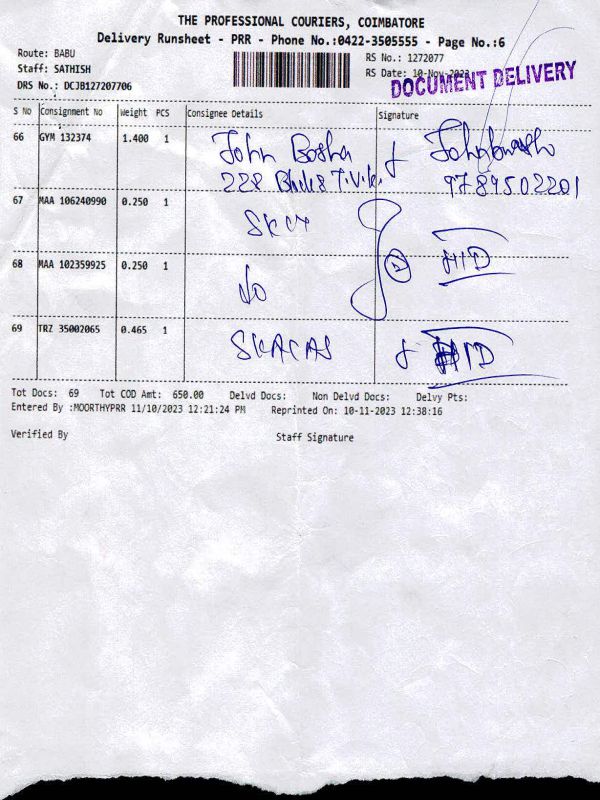 THE PROFESSIONAL COURIERS, COIMBATORE
Delivery Runsheet - PRR - Phone No.:0422-3505555 - Page No.:6
Route: BABU
Staff: SATHISH
DRS No.: DCJB127207706
RS No.: 1272077
RS Date: 10-Nov-2023
DOCUMENT DELIVERY
S No Consignment No Weight PCS Consignee Details Signature
66 GYM 132374 1.400 1 John Bosha
228
9789502201
67 MAA 106240990 0.250 1
68 MAA 102359925 0.250 1
HTD
69 TRZ 35002065 0.465 1 SKACAS
Tot Docs: 69 Tot COD Amt: 650.00 Delvd Docs: Non Delvd Docs: Delvy Pts:
Entered By :MOORTHYPRR 11/10/2023 12:21:24 PM Reprinted On: 10-11-2023 12:38:16
Verified By Staff Signature